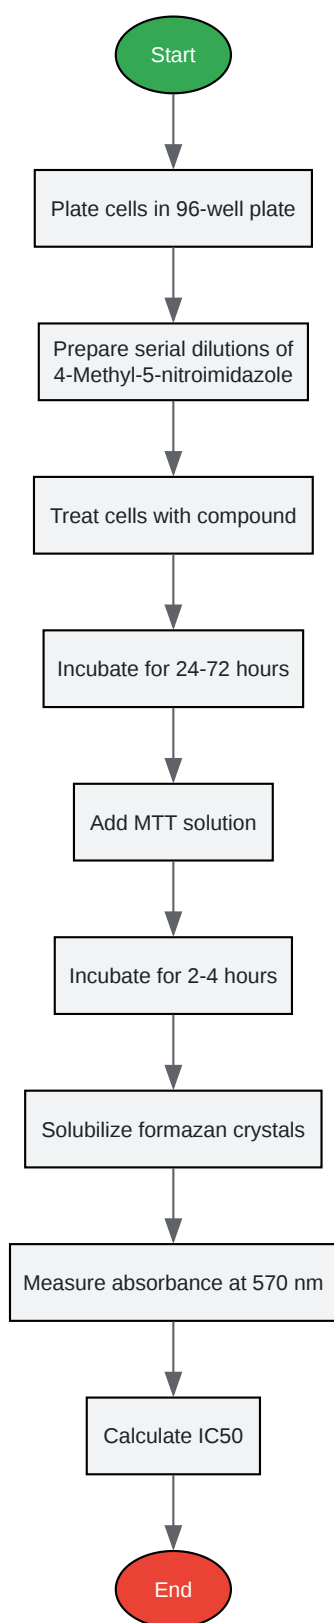 Start
Plate cells in 96-well plate
Prepare serial dilutions of
4-Methyl-5-nitroimidazole
Treat cells with compound
Incubate for 24-72 hours
Add MTT solution
Incubate for 2-4 hours
Solubilize formazan crystals
Measure absorbance at 570 nm
Calculate IC50
End